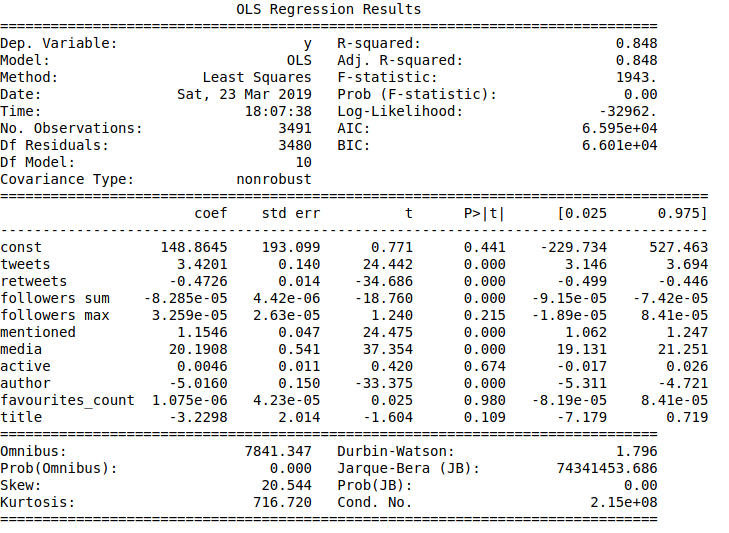 OLS Regression Results
==============================================================================
Dep. Variable:                      y   R-squared:                       0.848
Model:                            OLS   Adj. R-squared:                  0.848
Method:                 Least Squares   F-statistic:                     1943.
Date:                Sat, 23 Mar 2019   Prob (F-statistic):               0.00
Time:                        18:07:38   Log-Likelihood:                -32962.
No. Observations:                3491   AIC:                         6.595e+04
Df Residuals:                    3480   BIC:                         6.601e+04
Df Model:                          10
Covariance Type:            nonrobust
====================================================================================
                       coef    std err          t      P>|t|      [0.025      0.975]
------------------------------------------------------------------------------------
const              148.8645    193.099      0.771      0.441    -229.734     527.463
tweets               3.4201      0.140     24.442      0.000       3.146       3.694
retweets            -0.4726      0.014    -34.686      0.000      -0.499      -0.446
followers sum    -8.285e-05   4.42e-06    -18.760      0.000   -9.15e-05   -7.42e-05
followers max     3.259e-05   2.63e-05      1.240      0.215   -1.89e-05    8.41e-05
mentioned            1.1546      0.047     24.475      0.000       1.062       1.247
media               20.1908      0.541     37.354      0.000      19.131      21.251
active               0.0046      0.011      0.420      0.674      -0.017       0.026
author              -5.0160      0.150    -33.375      0.000      -5.311      -4.721
favourites_count  1.075e-06   4.23e-05      0.025      0.980   -8.19e-05    8.41e-05
title               -3.2298      2.014     -1.604      0.109      -7.179       0.719
==============================================================================
Omnibus:                     7841.347   Durbin-Watson:                   1.796
Prob(Omnibus):                  0.000   Jarque-Bera (JB):         74341453.686
Skew:                          20.544   Prob(JB):                         0.00
Kurtosis:                     716.720   Cond. No.                     2.15e+08
==============================================================================